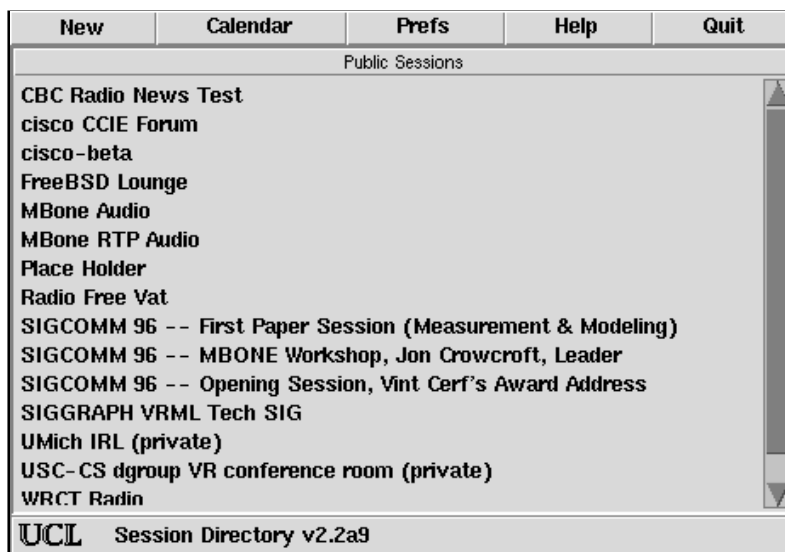 New Calendar Prefs Help Quit
Public Sessions
CBC Radio News Test
cisco CCIE Forum
cisco-beta
FreeBSD Lounge
MBone Audio
MBone RTP Audio
Place Holder
Radio Free Vat
SIGCOMM 96 -- First Paper Session (Measurement & Modeling)
SIGCOMM 96 -- MBONE Workshop, Jon Crowcroft, Leader
SIGCOMM 96 -- Opening Session, Vint Cerf's Award Address
SIGGRAPH VRML Tech SIG
UMich IRL (private)
USC-CS dgroup VR conference room (private)
WRCT Radio
UCL Session Directory v2.2a9